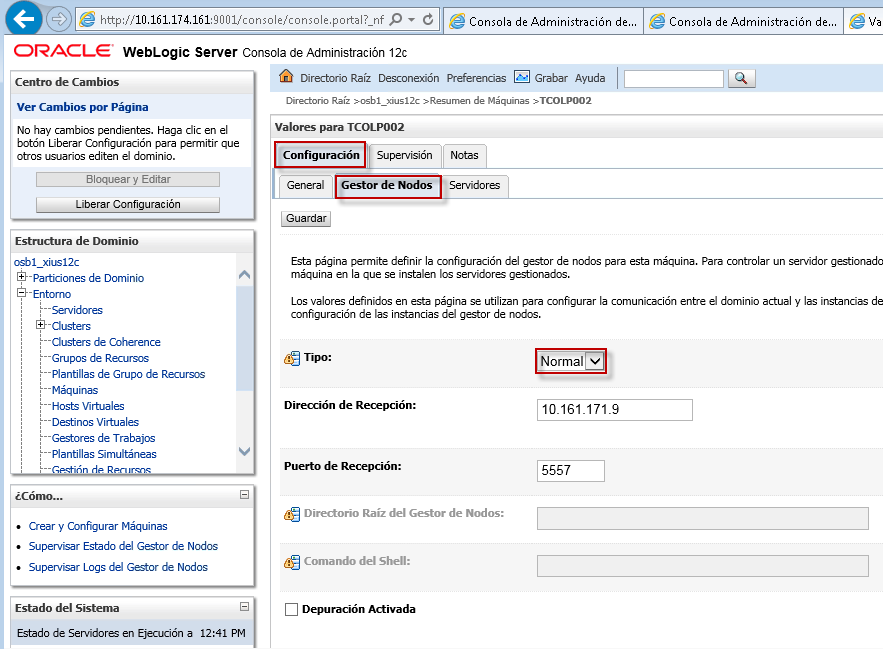 http://10.161.174.161:9001/console/console.portal?_nf
Consola de Administración de...
Consola de Administración de...
Va
ORACLE WebLogic Server Consola de Administración 12c
Centro de Cambios
Ver Cambios por Página
No hay cambios pendientes. Haga clic en el
botón Liberar Configuración para permitir que
otros usuarios editen el dominio.
Bloquear y Editar
Liberar Configuración
Estructura de Dominio
osb1_xius12c
Particiones de Dominio
Entorno
Servidores
Clusters
Clusters de Coherence
Grupos de Recursos
Plantillas de Grupo de Recursos
Máquinas
Hosts Virtuales
Destinos Virtuales
Gestores de Trabajos
Plantillas Simultáneas
Gestión de Recursos
¿Cómo...
Crear y Configurar Máquinas
Supervisar Estado del Gestor de Nodos
Supervisar Logs del Gestor de Nodos
Estado del Sistema
Estado de Servidores en Ejecución a 12:41 PM
Directorio Raíz Desconexión Preferencias Grabar Ayuda
Directorio Raíz >osb1_xius12c >Resumen de Máquinas >TCOLP002
Valores para TCOLP002
Configuración Supervisión Notas
General Gestor de Nodos Servidores
Guardar
Esta página permite definir la configuración del gestor de nodos para esta máquina. Para controlar un servidor gestionado
máquina en la que se instalen los servidores gestionados.
Los valores definidos en esta página se utilizan para configurar la comunicación entre el dominio actual y las instancias de
configuración de las instancias del gestor de nodos.
Tipo: Normal
Dirección de Recepción: 10.161.171.9
Puerto de Recepción: 5557
Directorio Raíz del Gestor de Nodos:
Comando del Shell:
Depuración Activada